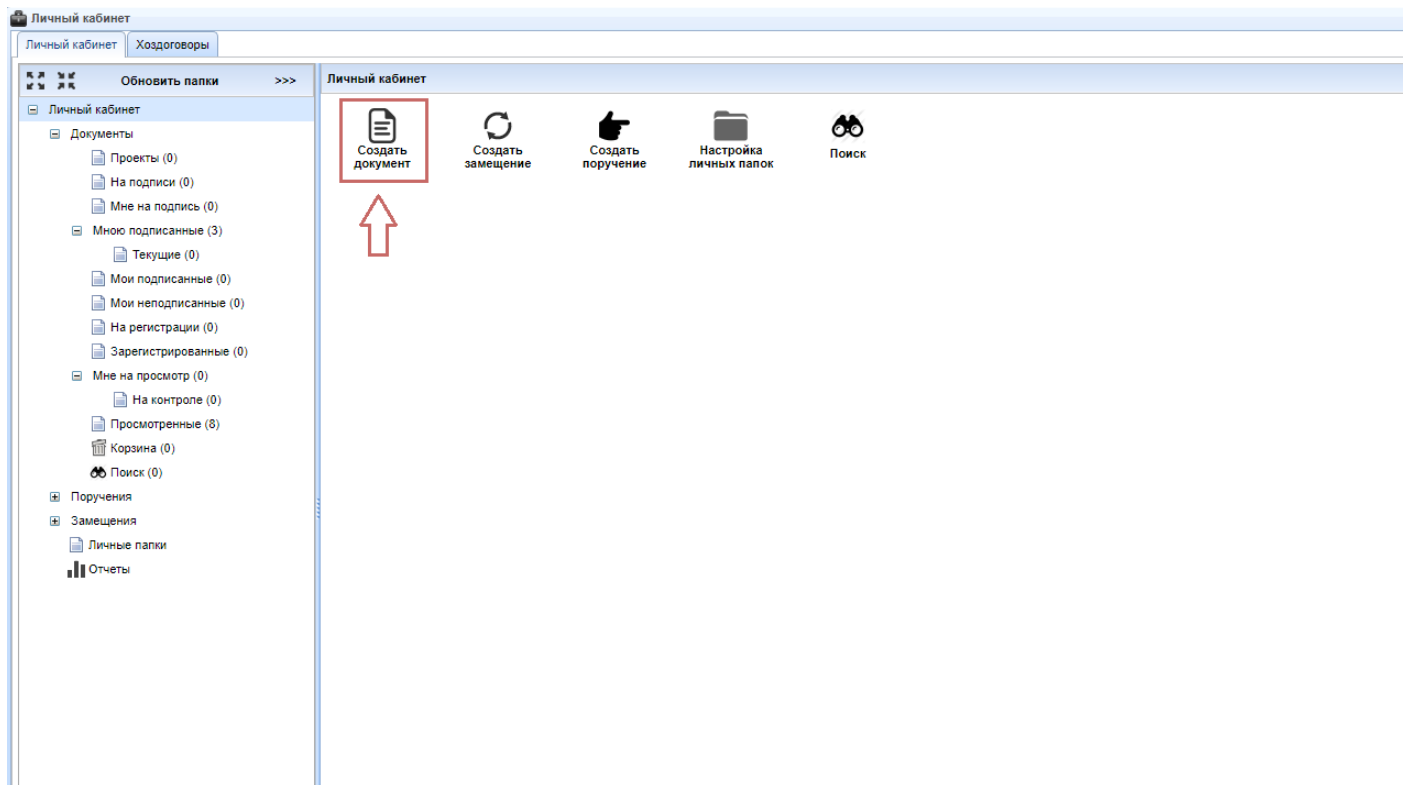 Личный кабинет
Личный кабинет Хоздоговоры
Обновить папки >>>
Личный кабинет
Документы
Проекты (0)
На подписи (0)
Мне на подпись (0)
Мною подписанные (3)
Текущие (0)
Мои подписанные (0)
Мои неподписанные (0)
На регистрации (0)
Зарегистрированные (0)
Мне на просмотр (0)
На контроле (0)
Просмотренные (8)
Корзина (0)
Поиск (0)
Поручения
Замещения
Личные папки
Отчеты
Личный кабинет
Создать
документ
Создать
замещение
Создать
поручение
Настройка
личных папок
Поиск